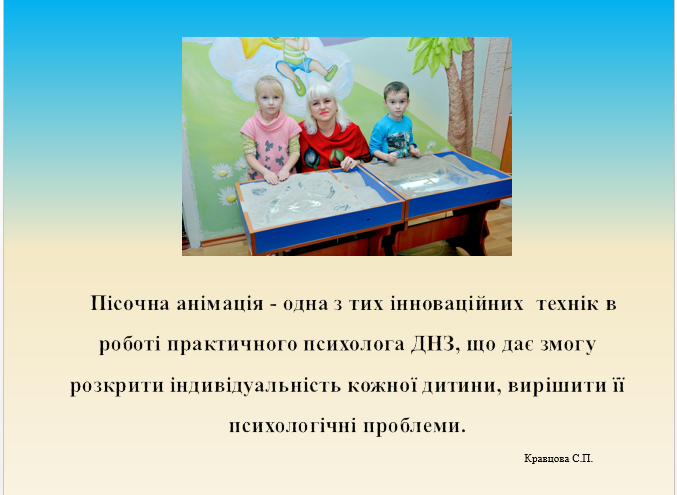 Пісочна анімація - одна з тих інноваційних технік в
роботі практичного психолога ДНЗ, що дає змогу
розкрити індивідуальність кожної дитини, вирішити її
психологічні проблеми.
Кравцова С.П.